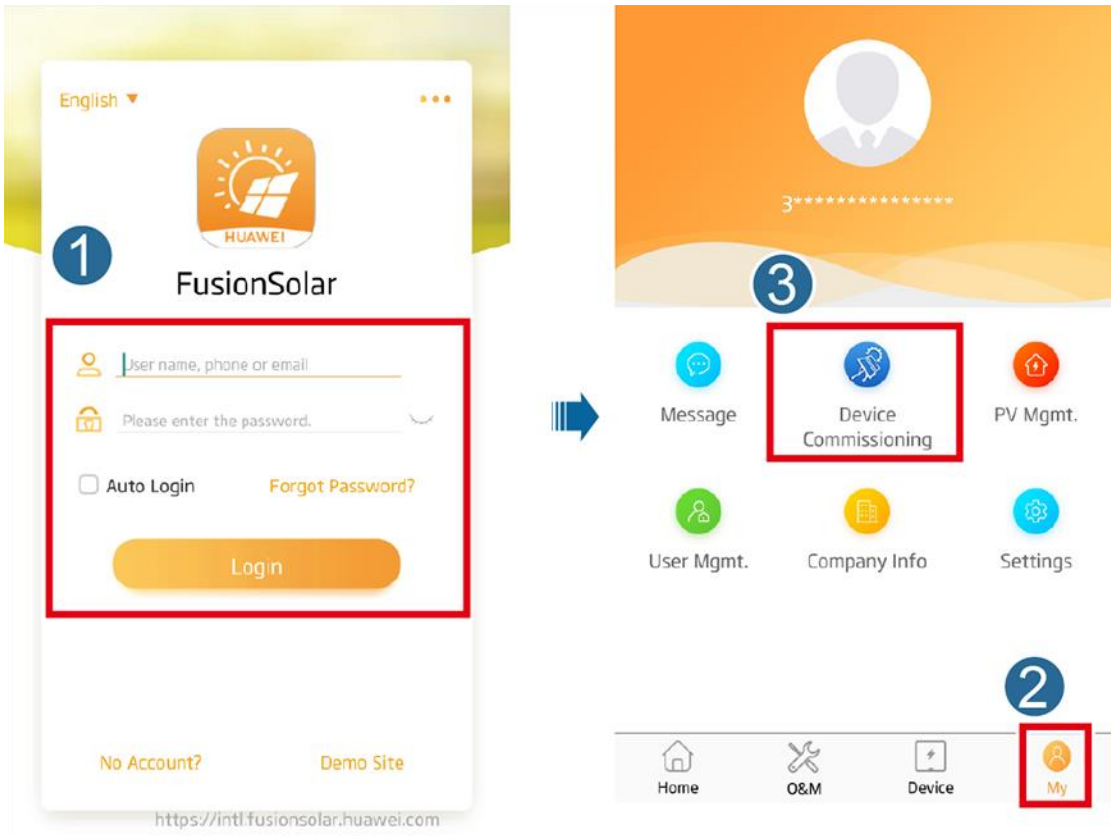 English
HUAWEI
1
FusionSolar
User name, phone or email
Please enter the password.
Auto Login Forgot Password?
Login
No Account? Demo Site
https://intl.fusionsolar.huawei.com
3***************
3
Message
Device
Commissioning
PV Mgmt.
User Mgmt. Company Info Settings
2
Home O&M Device My